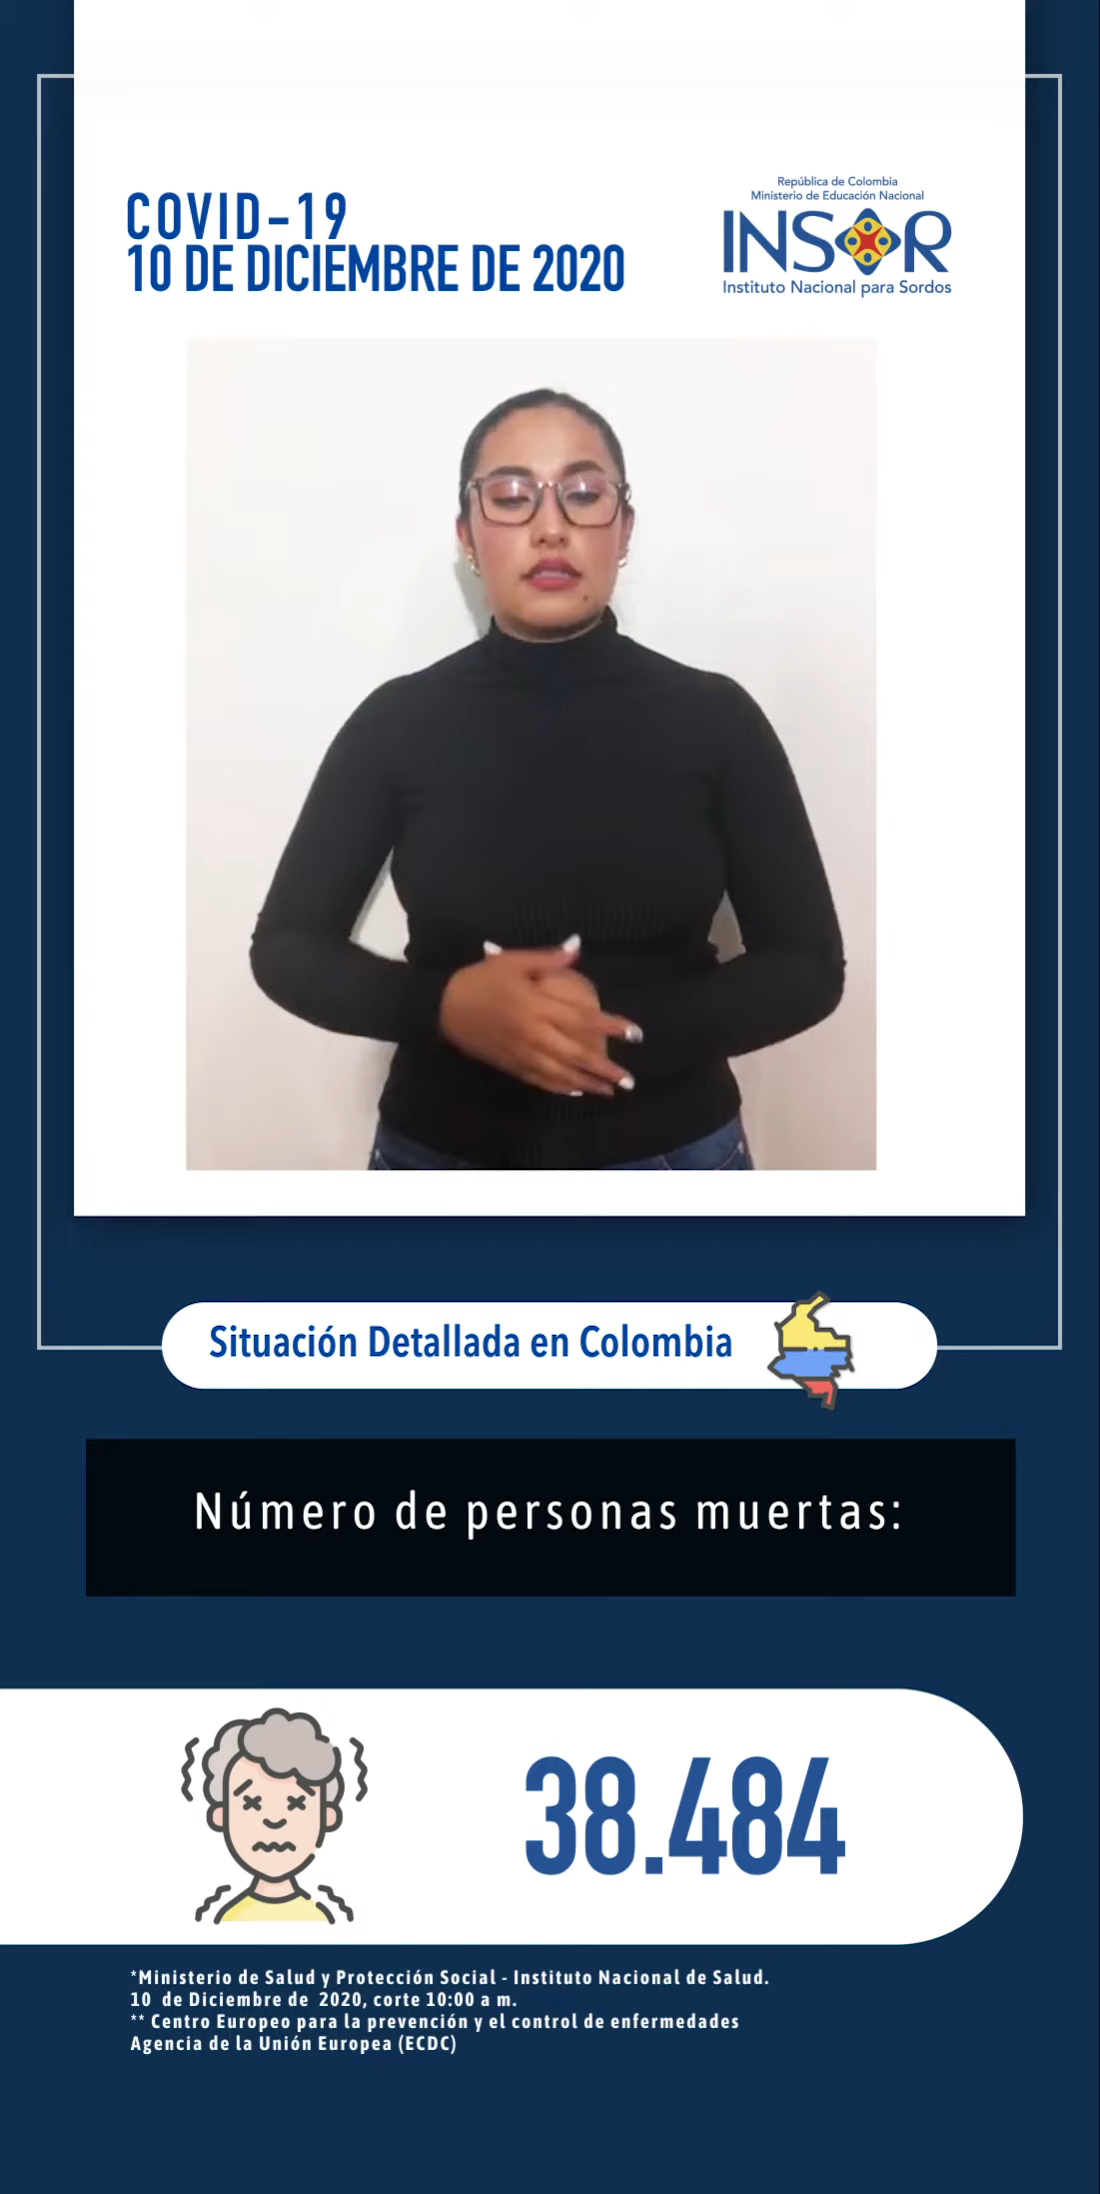 COVID-19
10 DE DICIEMBRE DE 2020
República de Colombia
Ministerio de Educación Nacional
INSOR
Instituto Nacional para Sordos
Situación Detallada en Colombia
Número de personas muertas:
38.484
*Ministerio de Salud y Protección Social - Instituto Nacional de Salud.
10 de Diciembre de 2020, corte 10:00 a m.
** Centro Europeo para la prevención y el control de enfermedades
Agencia de la Unión Europea (ECDC)